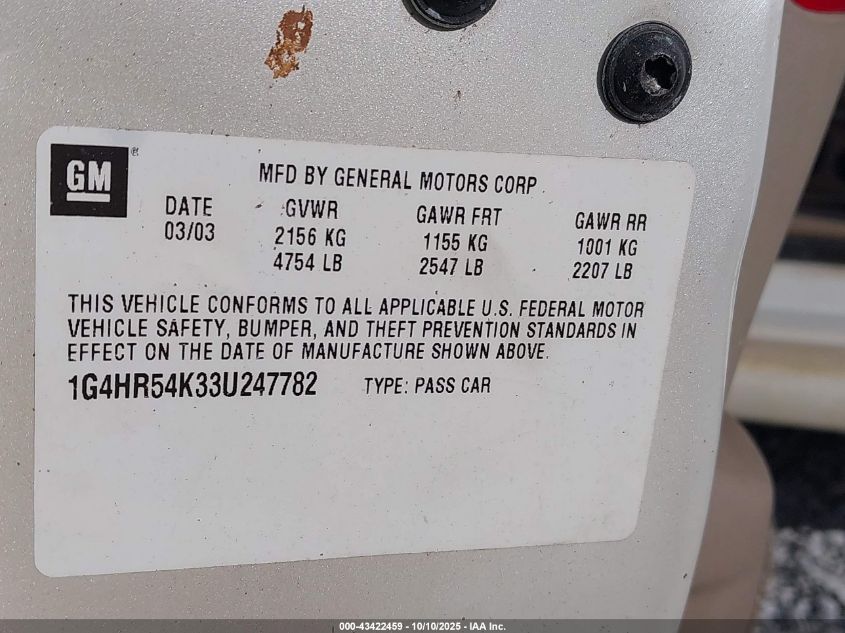 GM ®
MFD BY GENERAL MOTORS CORP
DATE GVWR GAWR FRT GAWR RR
03/03 2156 KG 1155 KG 1001 KG
4754 LB 2547 LB 2207 LB
THIS VEHICLE CONFORMS TO ALL APPLICABLE U.S. FEDERAL MOTOR
VEHICLE SAFETY, BUMPER, AND THEFT PREVENTION STANDARDS IN
EFFECT ON THE DATE OF MANUFACTURE SHOWN ABOVE.
1G4HR54K33U247782 TYPE: PASS CAR
000-43422459 - 10/10/2025 - IAA Inc.